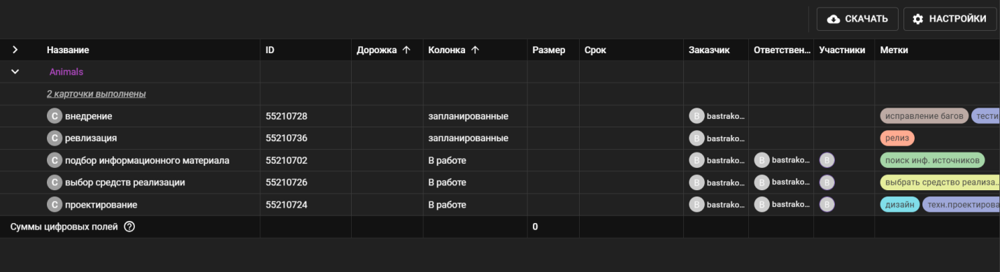 СКАЧАТЬ НАСТРОЙКИ
Название ID Дорожка Колонка Размер Срок Заказчик Ответствен... Участники Метки
Animals
2 карточки выполнены
С внедрение 55210728 запланированные B bastrako... исправление багов тести
С ревлизация 55210736 запланированные B bastrako... релиз
С подбор информационного материала 55210702 В работе B bastrako... B bastrako... B поиск инф. источников
С выбор средств реализации 55210726 В работе B bastrako... B bastrako... B выбрать средство реализа...
С проектирование 55210724 В работе B bastrako... B bastrako... B дизайн техн.проектирова
Суммы цифровых полей ? 0